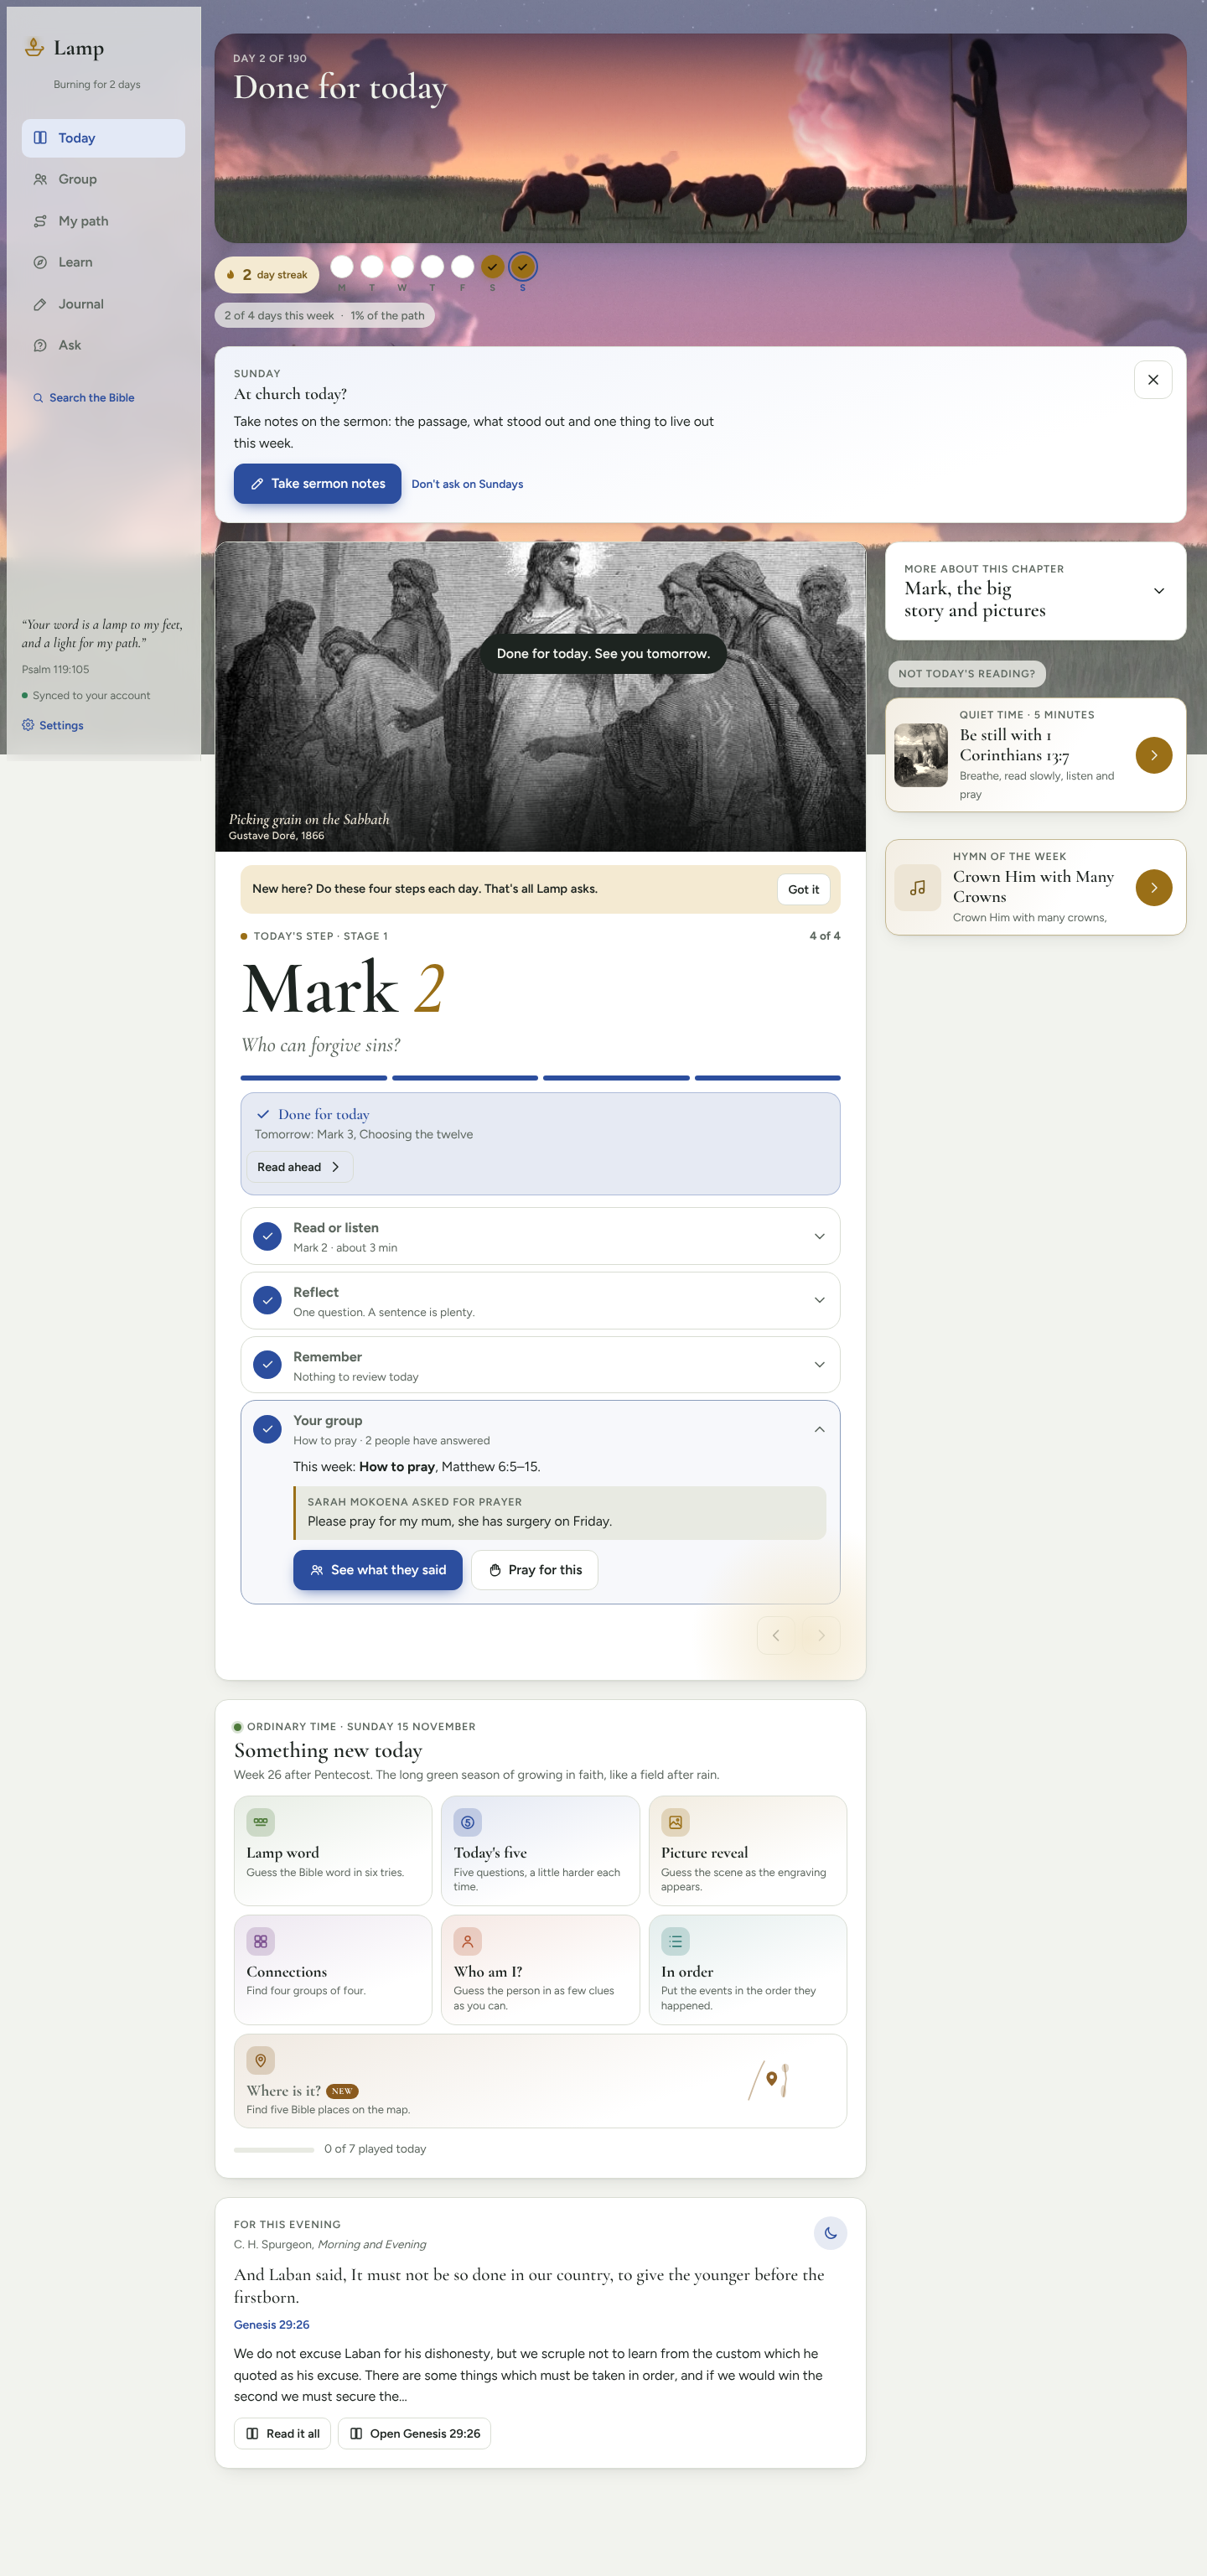 Lamp
Burning for 2 days
Today
Group
My path
Learn
Journal
Ask
Search the Bible
“Your word is a lamp to my feet,
and a light for my path.”
Psalm 119:105
Synced to your account
Settings
DAY 2 OF 190
Done for today
2 day streak
M T W T F S S
2 of 4 days this week · 1% of the path
SUNDAY
At church today?
Take notes on the sermon: the passage, what stood out and one thing to live out
this week.
Take sermon notes
Don't ask on Sundays
Done for today. See you tomorrow.
Picking grain on the Sabbath
Gustave Doré, 1866
New here? Do these four steps each day. That's all Lamp asks.
Got it
TODAY'S STEP · STAGE 1
4 of 4
Mark 2
Who can forgive sins?
Done for today
Tomorrow: Mark 3, Choosing the twelve
Read ahead
Read or listen
Mark 2 · about 3 min
Reflect
One question. A sentence is plenty.
Remember
Nothing to review today
Your group
How to pray · 2 people have answered
This week: How to pray, Matthew 6:5–15.
SARAH MOKOENA ASKED FOR PRAYER
Please pray for my mum, she has surgery on Friday.
See what they said
Pray for this
MORE ABOUT THIS CHAPTER
Mark, the big
story and pictures
NOT TODAY'S READING?
QUIET TIME · 5 MINUTES
Be still with 1
Corinthians 13:7
Breathe, read slowly, listen and
pray
HYMN OF THE WEEK
Crown Him with Many
Crowns
Crown Him with many crowns,
ORDINARY TIME · SUNDAY 15 NOVEMBER
Something new today
Week 26 after Pentecost. The long green season of growing in faith, like a field after rain.
Lamp word
Guess the Bible word in six tries.
5
Today's five
Five questions, a little harder each
time.
Picture reveal
Guess the scene as the engraving
appears.
Connections
Find four groups of four.
Who am I?
Guess the person in as few clues
as you can.
In order
Put the events in the order they
happened.
Where is it? NEW
Find five Bible places on the map.
0 of 7 played today
FOR THIS EVENING
C. H. Spurgeon, Morning and Evening
And Laban said, It must not be so done in our country, to give the younger before the
firstborn.
Genesis 29:26
We do not excuse Laban for his dishonesty, but we scruple not to learn from the custom which he
quoted as his excuse. There are some things which must be taken in order, and if we would win the
second we must secure the…
Read it all
Open Genesis 29:26